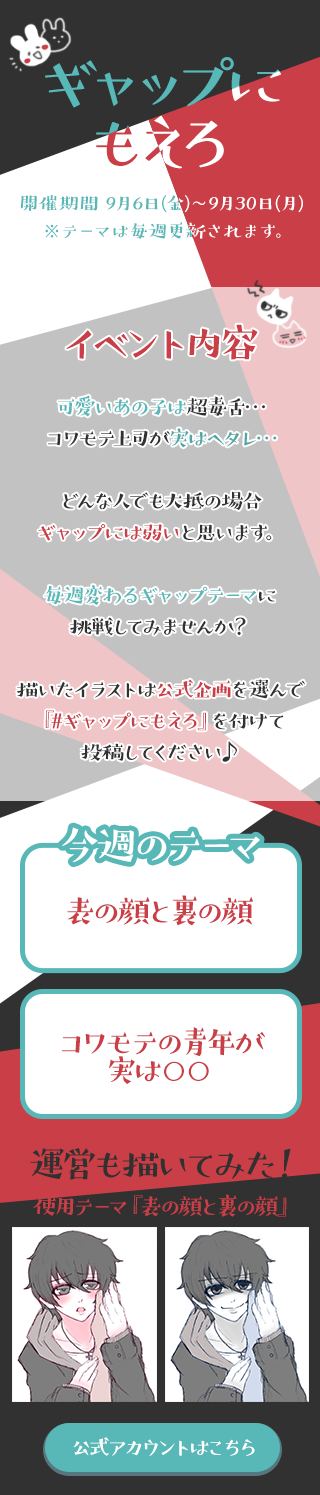 ギャップに
もえろ
開催期間 9月6日(金)~9月30日(月)
※テーマは毎週更新されます。
イベント内容
可愛いあの子は超毒舌…
コワモテ上司が実はヘタレ…
どんな人でも大抵の場合
ギャップには弱いと思います。
毎週変わるギャップテーマに
挑戦してみませんか?
描いたイラストは公式企画を選んで
『#ギャップにもえろ』を付けて
投稿してください♪
今週のテーマ
表の顔と裏の顔
コワモテの青年が
実は〇〇
運営も描いてみた!
使用テーマ『表の顔と裏の顔』
公式アカウントはこちら